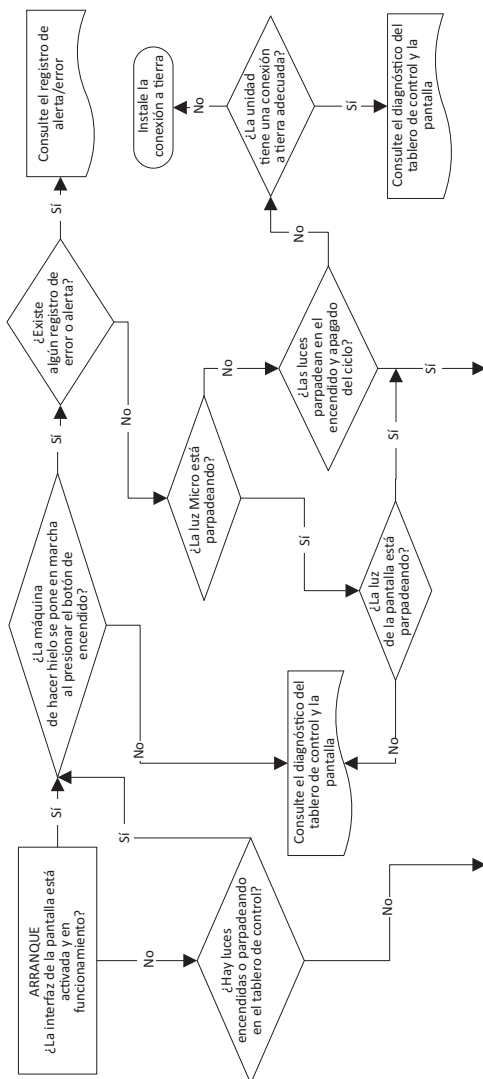 ARRANQUE
¿La interfaz de la pantalla está
activada y en
funcionamiento?
Sí
No
¿La máquina
de hacer hielo se pone en marcha
al presionar el botón de
encendido?
Sí
No
¿Existe
algún registro de
error o alerta?
Sí
No
Consulte el registro de
alerta/error
¿Hay luces
encendidas o parpadeando
en el tablero de control?
Sí
No
Consulte el diagnóstico del
tablero de control y la
pantalla
¿La luz Micro está
parpadeando?
No
Sí
¿La luz
de la pantalla está
parpadeando?
No
Sí
¿Las luces
parpadean en el
encendido y apagado
del ciclo?
No
Sí
¿La unidad
tiene una conexión
a tierra adecuada?
No
Sí
Instale la
conexión a tierra
Consulte el diagnóstico del
tablero de control y la
pantalla